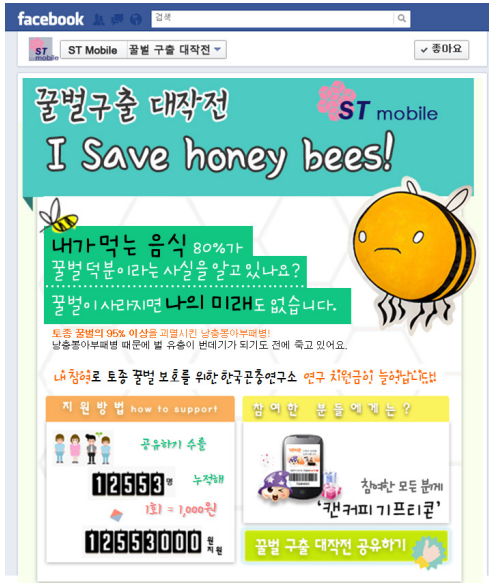 facebook
검색
ST mobile
ST Mobile 꿀벌 구출 대작전
좋아요
꿀벌구출 대작전
ST mobile
I Save honey bees!
내가 먹는 음식 80%가
꿀벌 덕분이라는 사실을 알고 있나요?
꿀벌이 사라지면 나의 미래도 없습니다.
토종 꿀벌의 95% 이상을 괴멸시킨 낭충봉아부패병!
낭충봉아부패병 때문에 벌 유충이 번데기가 되기도 전에 죽고 있어요.
내 참여로 토종 꿀벌 보호를 위한 한국곤충연구소 연구 지원금이 늘어납니다!
지원방법 how to support
공유하기 수를
12553명
누적해
1회 = 1,000원
12553000 원 지원
참여한 분들에게는?
참여한 모든 분께
'캔커피 기프티콘'
꿀벌 구출 대작전 공유하기